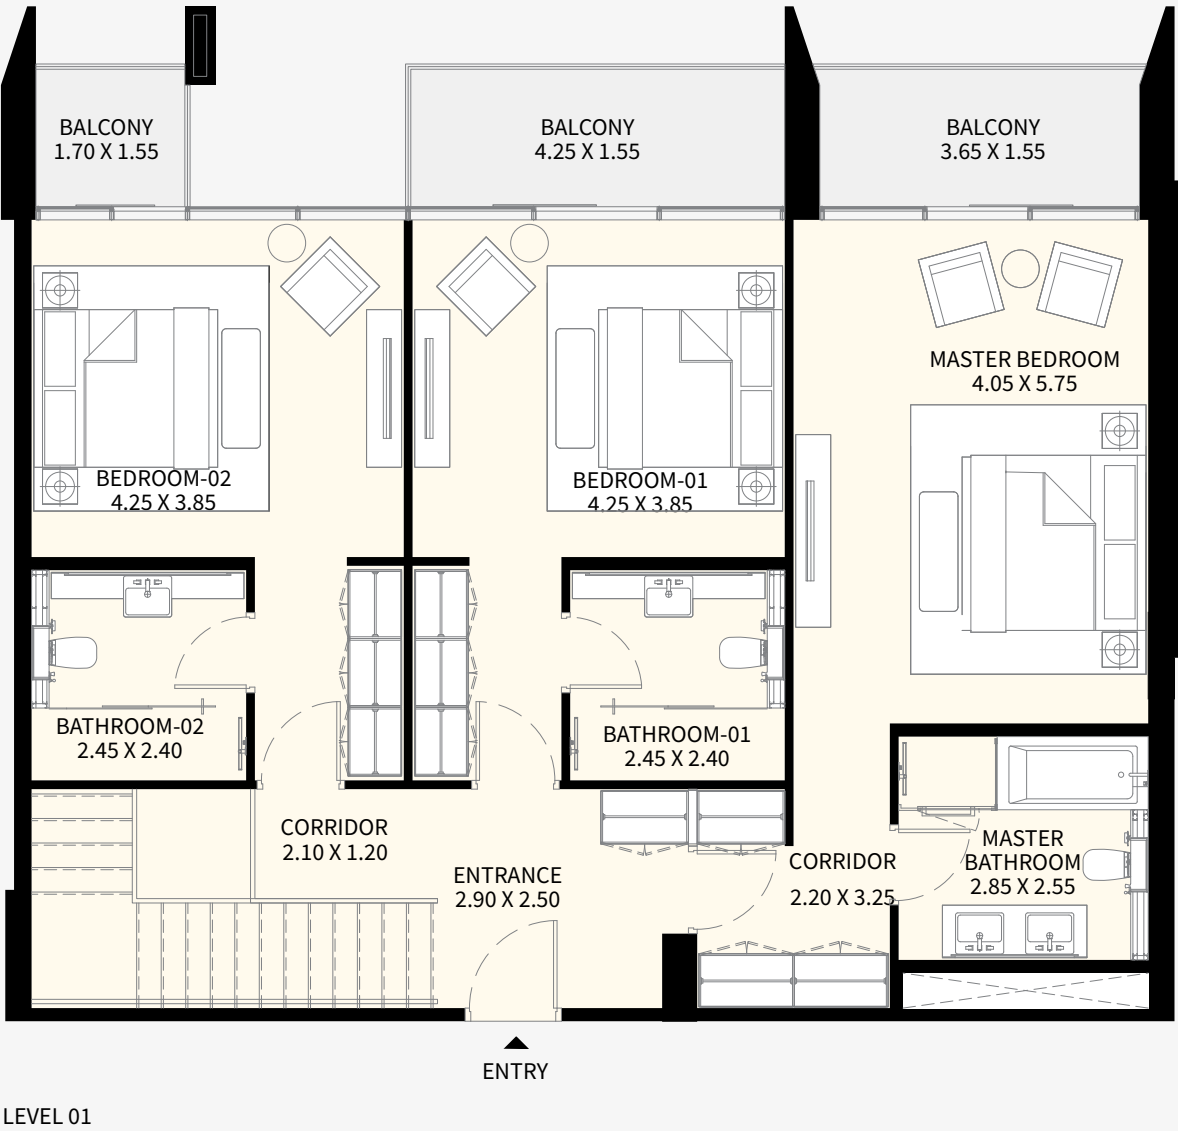 BALCONY
1.70 X 1.55
BALCONY
4.25 X 1.55
BALCONY
3.65 X 1.55
MASTER BEDROOM
4.05 X 5.75
BEDROOM-02
4.25 X 3.85
BEDROOM-01
4.25 X 3.85
BATHROOM-02
2.45 X 2.40
BATHROOM-01
2.45 X 2.40
CORRIDOR
2.10 X 1.20
ENTRANCE
2.90 X 2.50
CORRIDOR
2.20 X 3.25
MASTER
BATHROOM
2.85 X 2.55
ENTRY
LEVEL 01